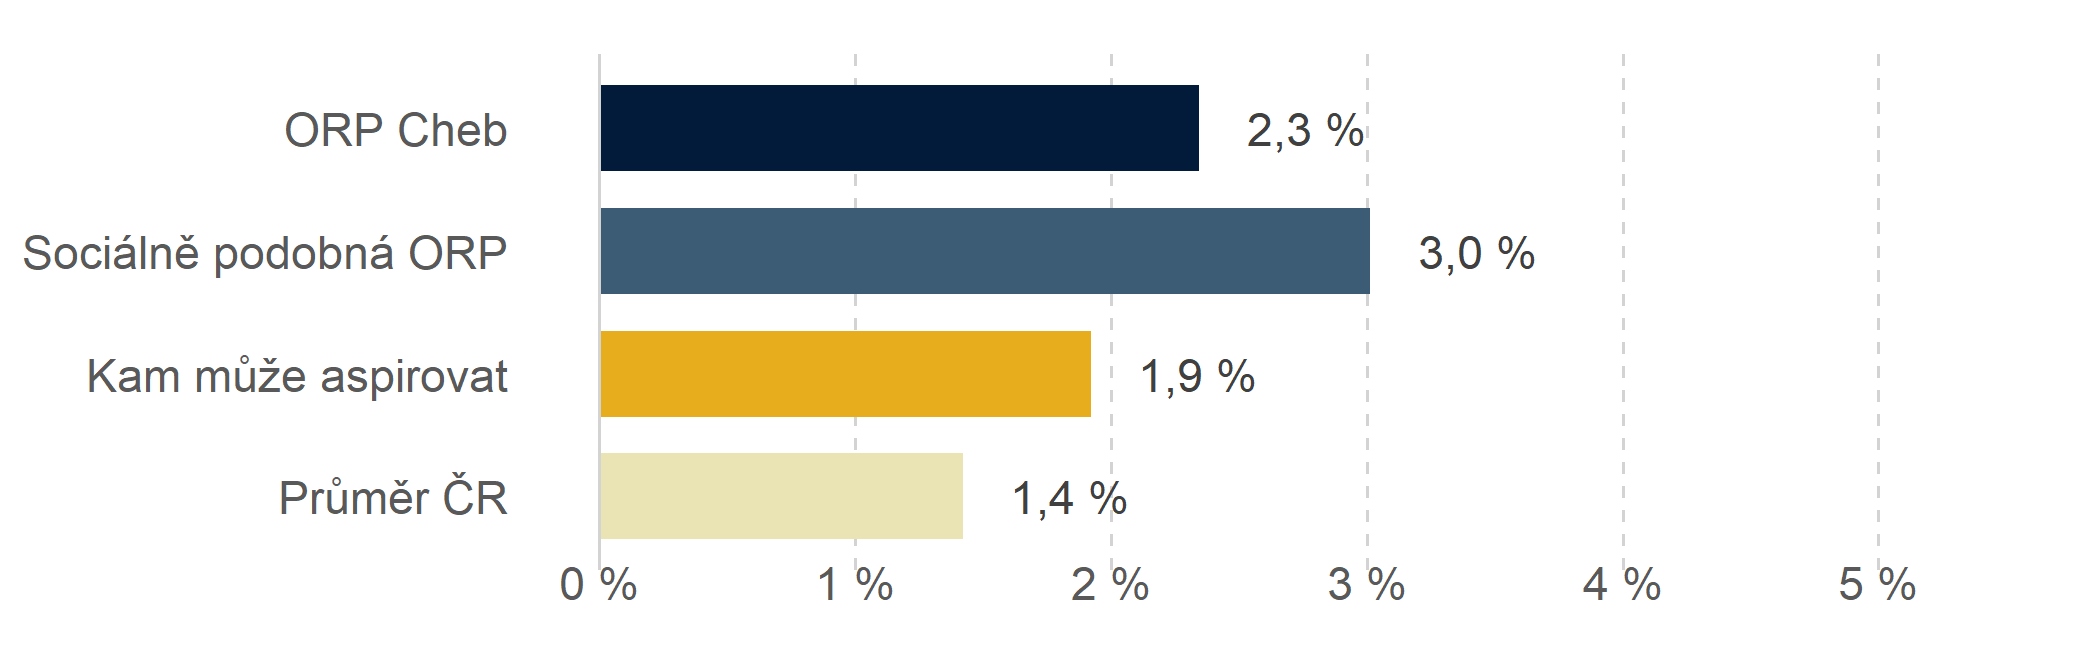 ORP Cheb 2,3 %
Sociálně podobná ORP 3,0 %
Kam může aspirovat 1,9 %
Průměr ČR 1,4 %
0 % 1 % 2 % 3 % 4 % 5 %